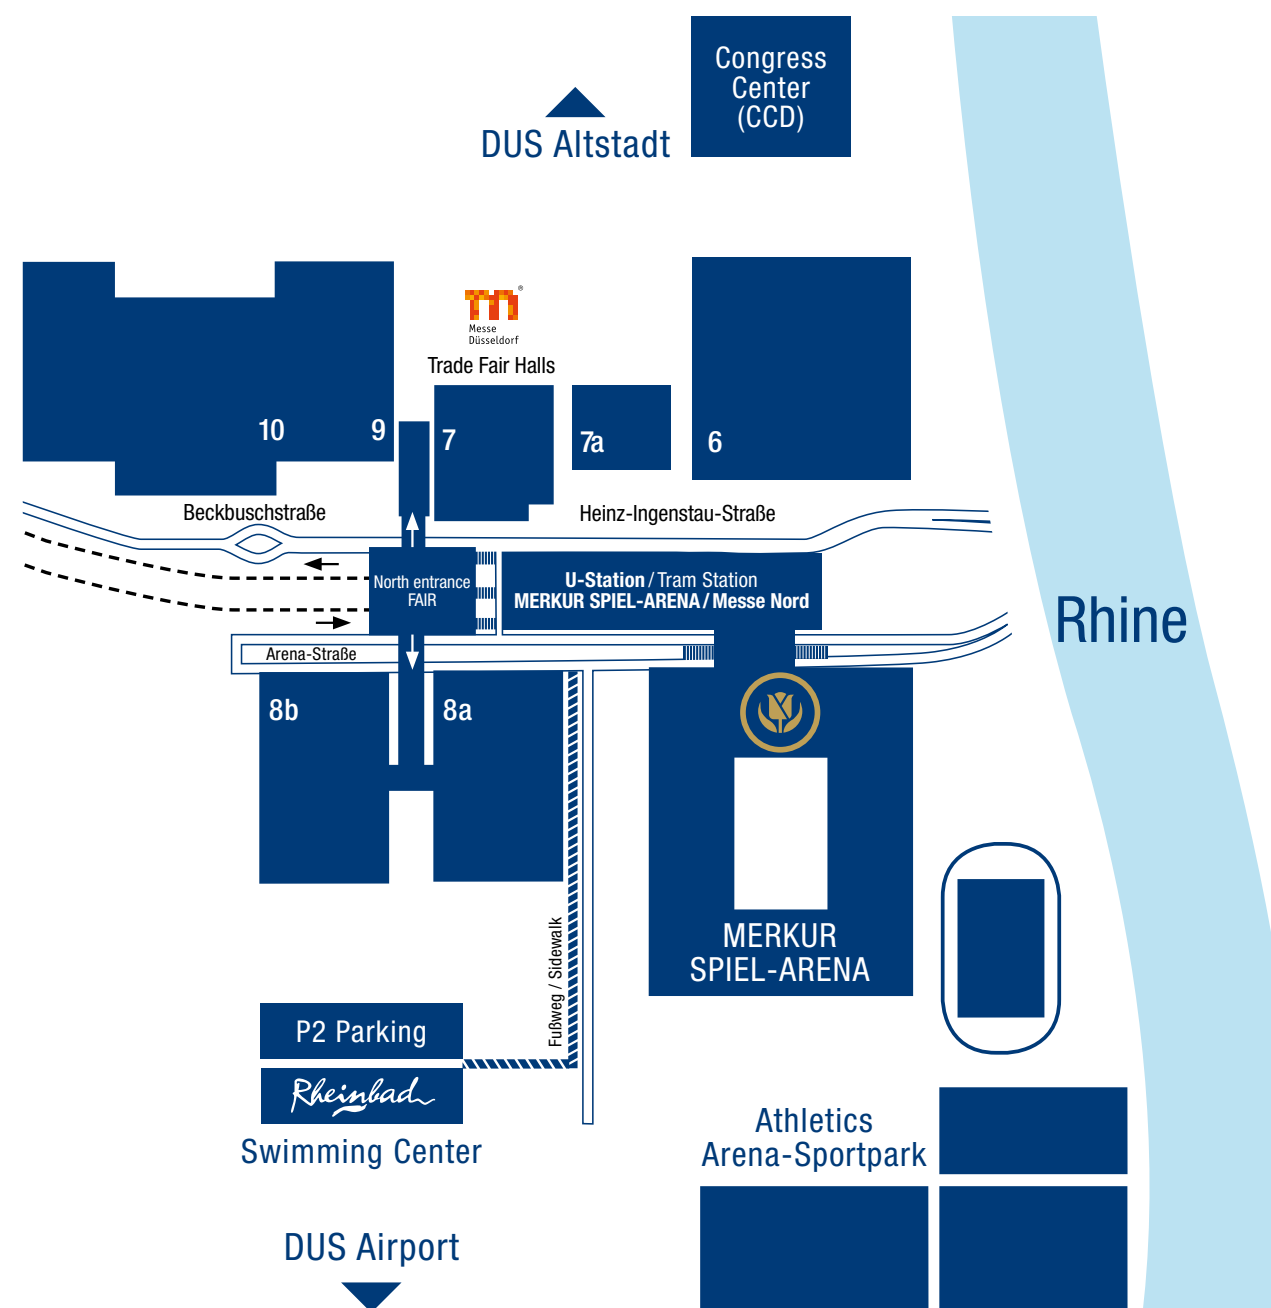 Congress
Center
(CCD)
DUS Altstadt
®
Messe
Düsseldorf
Trade Fair Halls
10
9
7
7a
6
Beckbuschstraße
Heinz-Ingenstau-Straße
North entrance
FAIR
U-Station / Tram Station
MERKUR SPIEL-ARENA / Messe Nord
Rhine
Arena-Straße
8b
8a
MERKUR
SPIEL-ARENA
Fußweg / Sidewalk
P2 Parking
Rheinbad
Swimming Center
Athletics
Arena-Sportpark
DUS Airport